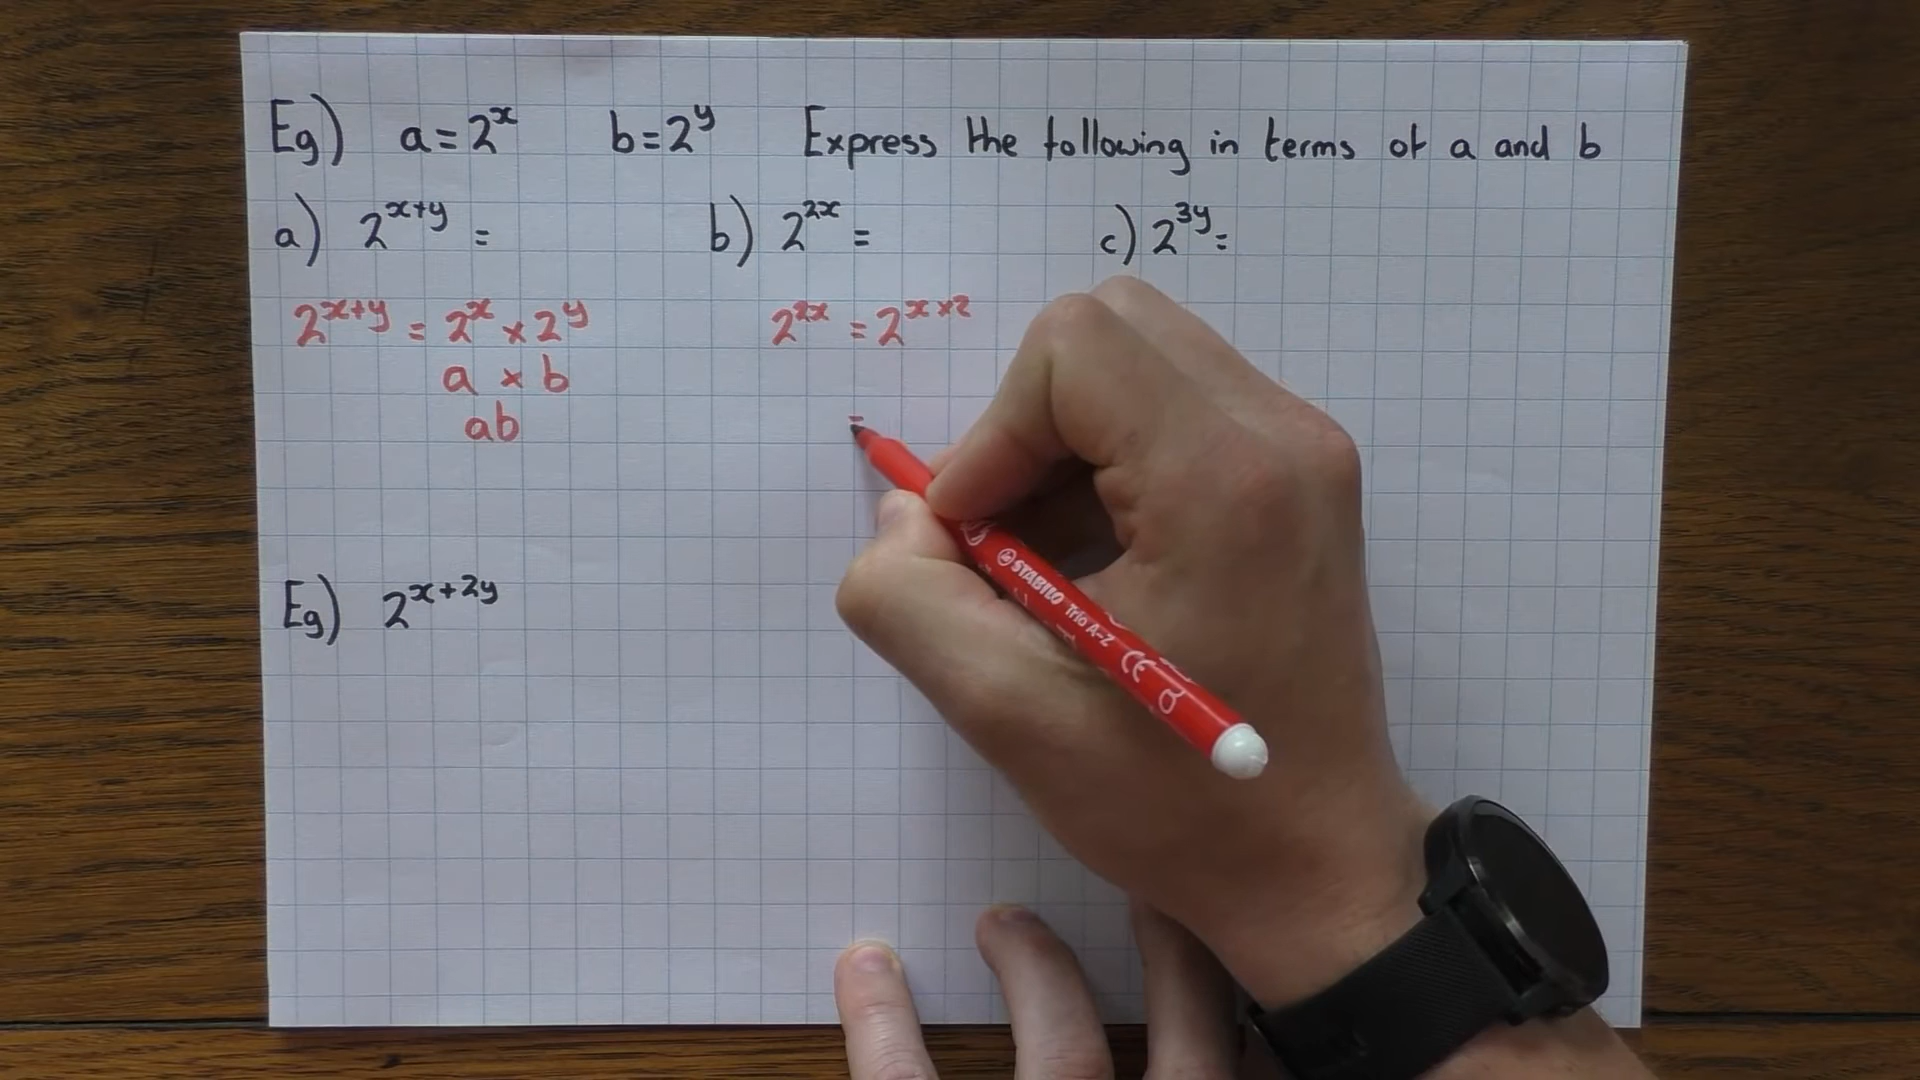 Eg) a=2^x b=2^y Express the following in terms of a and b
a) 2^{x+y} = b) 2^{2x} = c) 2^{3y} =
2^{x+y} = 2^x × 2^y 2^{2x} = 2^{x×2}
a × b
ab =
Eg) 2^{x+2y}
STABILO Trio A-Z CE